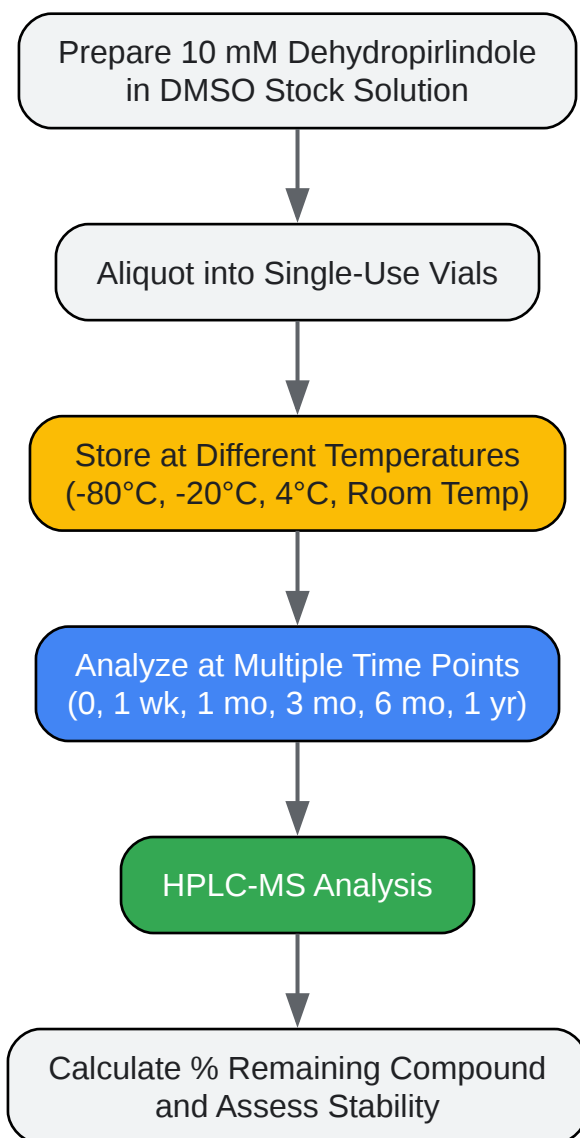 Prepare 10 mM Dehydropirlindole
in DMSO Stock Solution
Aliquot into Single-Use Vials
Store at Different Temperatures
(-80°C, -20°C, 4°C, Room Temp)
Analyze at Multiple Time Points
(0, 1 wk, 1 mo, 3 mo, 6 mo, 1 yr)
HPLC-MS Analysis
Calculate % Remaining Compound
and Assess Stability